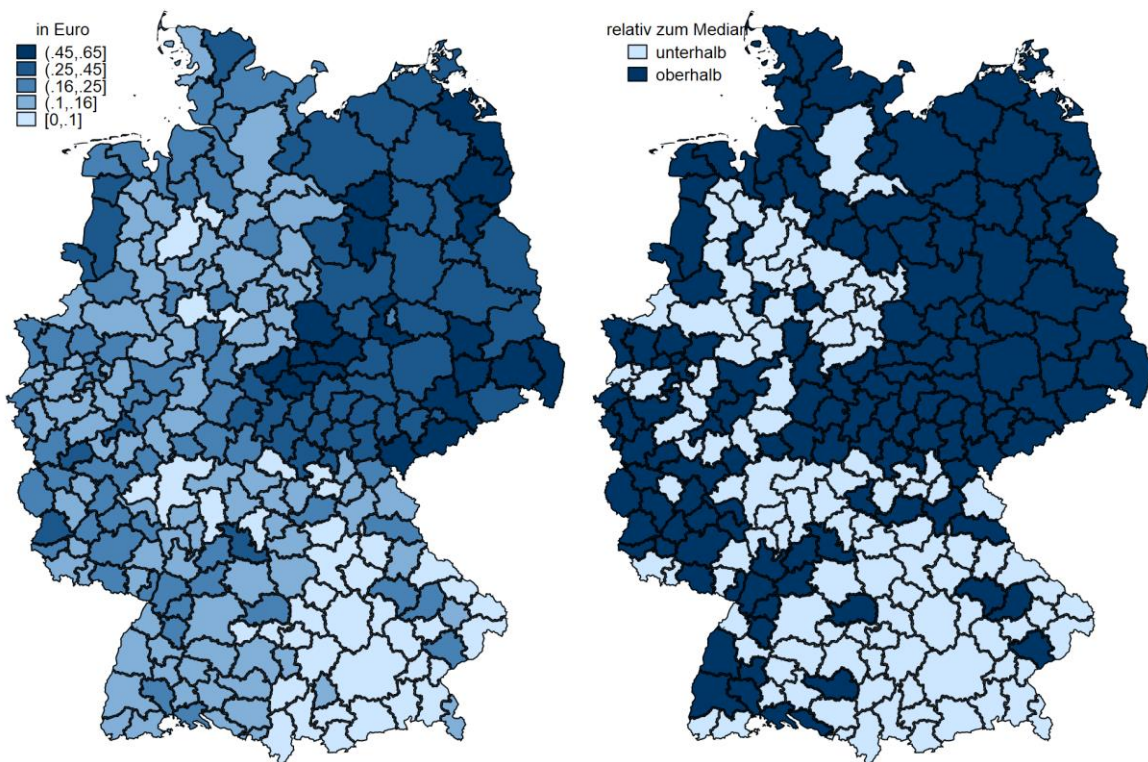 in Euro
(.45,.65]
(.25,.45]
(.16,.25]
(.1,.16]
[0,.1]
relativ zum Median
unterhalb
oberhalb